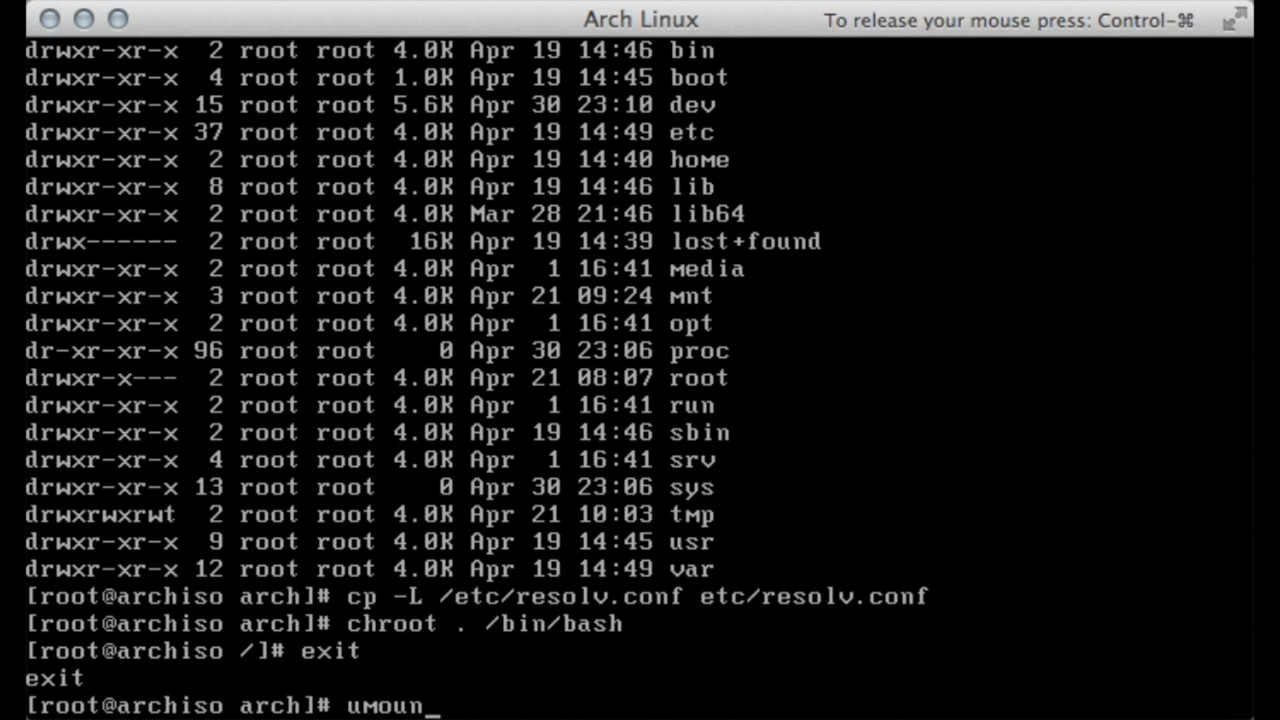 Arch Linux To release your mouse press: Control-⌘
drwxr-xr-x 2 root root 4.0K Apr 19 14:46 bin
drwxr-xr-x 4 root root 1.0K Apr 19 14:45 boot
drwxr-xr-x 15 root root 5.6K Apr 30 23:10 dev
drwxr-xr-x 37 root root 4.0K Apr 19 14:49 etc
drwxr-xr-x 2 root root 4.0K Apr 19 14:40 home
drwxr-xr-x 8 root root 4.0K Apr 19 14:46 lib
drwxr-xr-x 2 root root 4.0K Mar 28 21:46 lib64
drwx------ 2 root root 16K Apr 19 14:39 lost+found
drwxr-xr-x 2 root root 4.0K Apr 1 16:41 media
drwxr-xr-x 3 root root 4.0K Apr 21 09:24 mnt
drwxr-xr-x 2 root root 4.0K Apr 1 16:41 opt
dr-xr-xr-x 96 root root 0 Apr 30 23:06 proc
drwxr-x--- 2 root root 4.0K Apr 21 08:07 root
drwxr-xr-x 2 root root 4.0K Apr 1 16:41 run
drwxr-xr-x 2 root root 4.0K Apr 19 14:46 sbin
drwxr-xr-x 4 root root 4.0K Apr 1 16:41 srv
drwxr-xr-x 13 root root 0 Apr 30 23:06 sys
drwxrwxrwt 2 root root 4.0K Apr 21 10:03 tmp
drwxr-xr-x 9 root root 4.0K Apr 19 14:45 usr
drwxr-xr-x 12 root root 4.0K Apr 19 14:49 var
[root@archiso arch]# cp -L /etc/resolv.conf etc/resolv.conf
[root@archiso arch]# chroot . /bin/bash
[root@archiso /]# exit
exit
[root@archiso arch]# umoun_